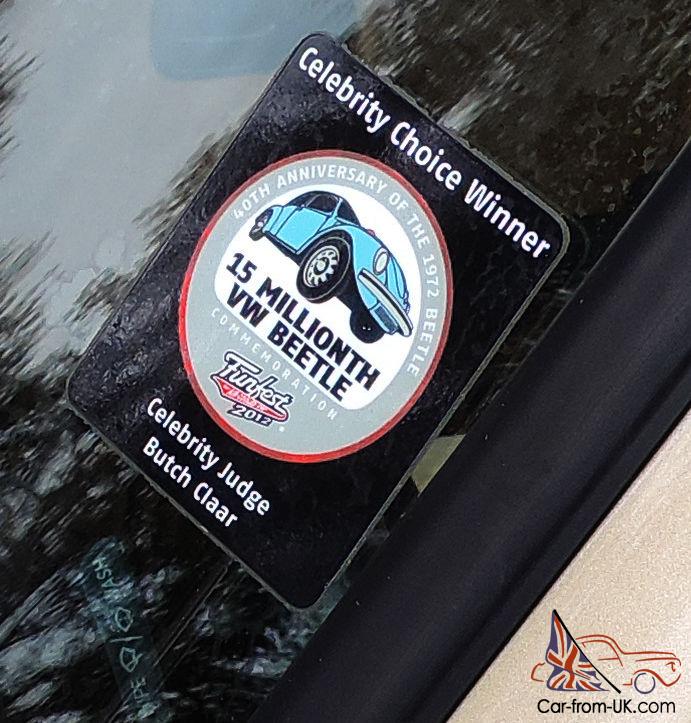 Celebrity Choice Winner
40TH ANNIVERSARY OF THE 1972 BEETLE
15 MILLIONTH
VW BEETLE
COMMEMORATION
Funfest
2012
Celebrity Judge
Butch Claar
Car-from-UK.com